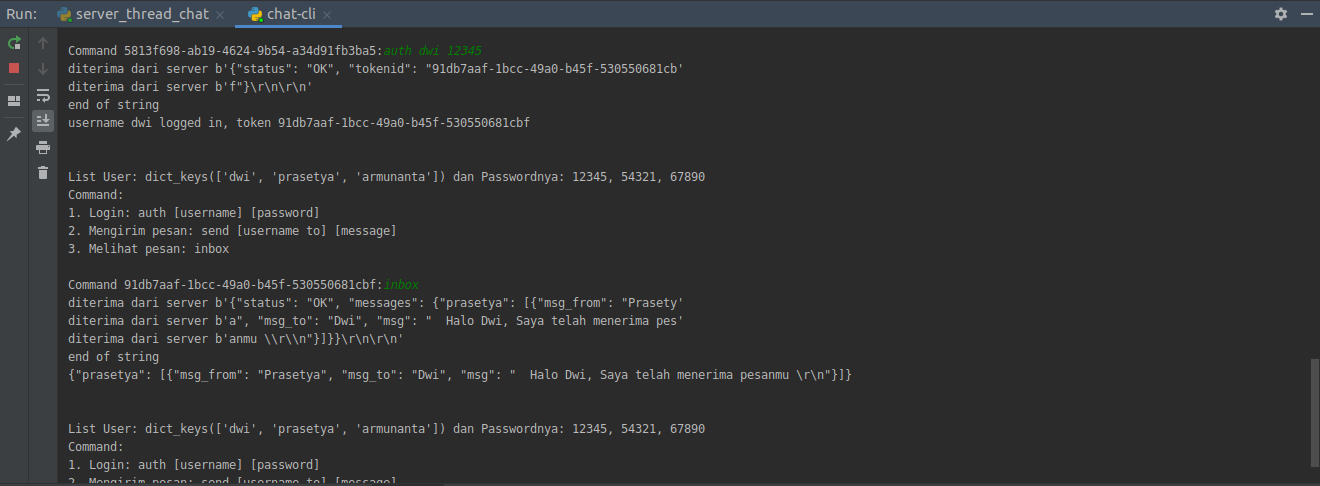 Run: server_thread_chat chat-cli
Command 5813f698-ab19-4624-9b54-a34d91fb3ba5:auth dwi 12345
diterima dari server b'{"status": "OK", "tokenid": "91db7aaf-1bcc-49a0-b45f-530550681cb'
diterima dari server b'f"}\r\n\r\n'
end of string
username dwi logged in, token 91db7aaf-1bcc-49a0-b45f-530550681cbf
List User: dict_keys(['dwi', 'prasetya', 'armunanta']) dan Passwordnya: 12345, 54321, 67890
Command:
1. Login: auth [username] [password]
2. Mengirim pesan: send [username to] [message]
3. Melihat pesan: inbox
Command 91db7aaf-1bcc-49a0-b45f-530550681cbf:inbox
diterima dari server b'{"status": "OK", "messages": {"prasetya": [{"msg_from": "Prasety'
diterima dari server b'a", "msg_to": "Dwi", "msg": "  Halo Dwi, Saya telah menerima pes'
diterima dari server b'anmu \\r\\n"}]}}\r\n\r\n'
end of string
{"prasetya": [{"msg_from": "Prasetya", "msg_to": "Dwi", "msg": "  Halo Dwi, Saya telah menerima pesanmu \r\n"}]}
List User: dict_keys(['dwi', 'prasetya', 'armunanta']) dan Passwordnya: 12345, 54321, 67890
Command:
1. Login: auth [username] [password]
2. Mengirim pesan: send [username to] [message]